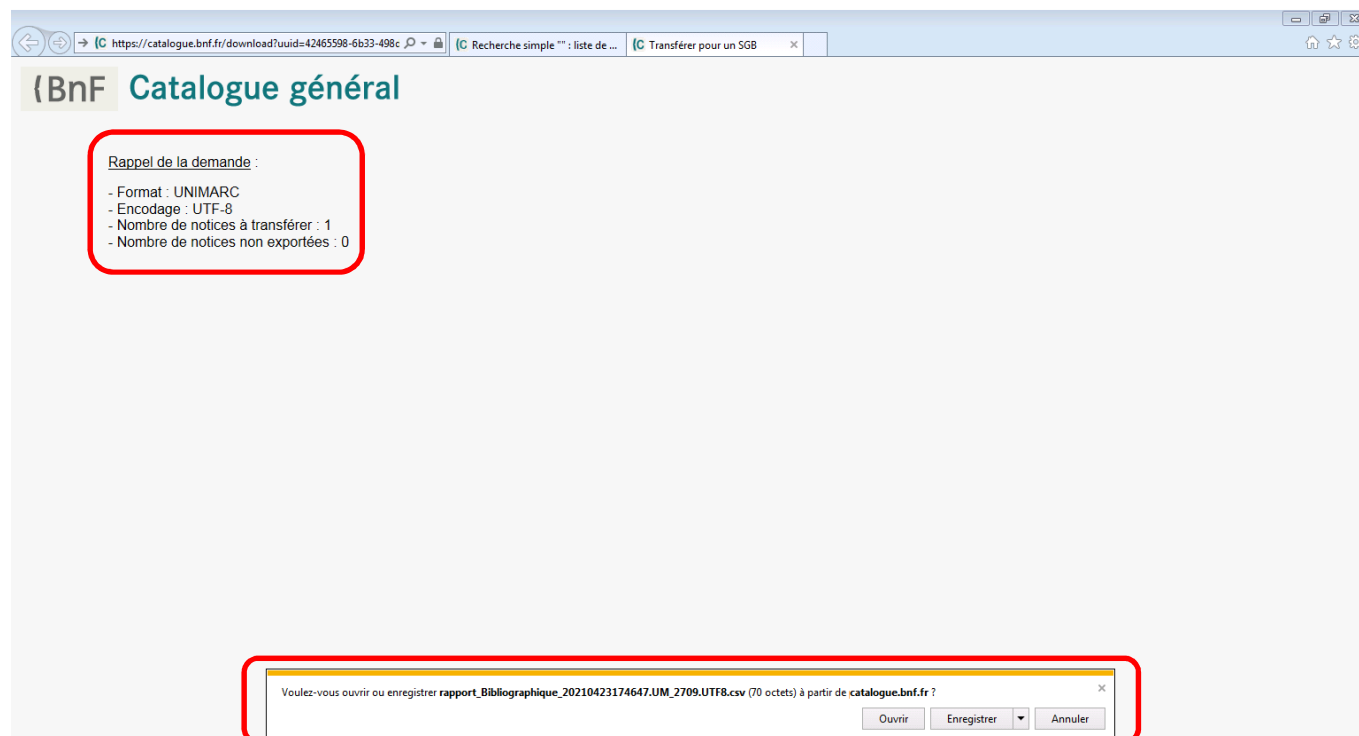 https://catalogue.bnf.fr/download?uuid=42465598-6b33-498c
Recherche simple "" : liste de ...
Transférer pour un SGB
{BnF Catalogue général
Rappel de la demande :
- Format : UNIMARC
- Encodage : UTF-8
- Nombre de notices à transférer : 1
- Nombre de notices non exportées : 0
Voulez-vous ouvrir ou enregistrer rapport_Bibliographique_20210423174647.UM_2709.UTF8.csv (70 octets) à partir de catalogue.bnf.fr ?
Ouvrir Enregistrer Annuler